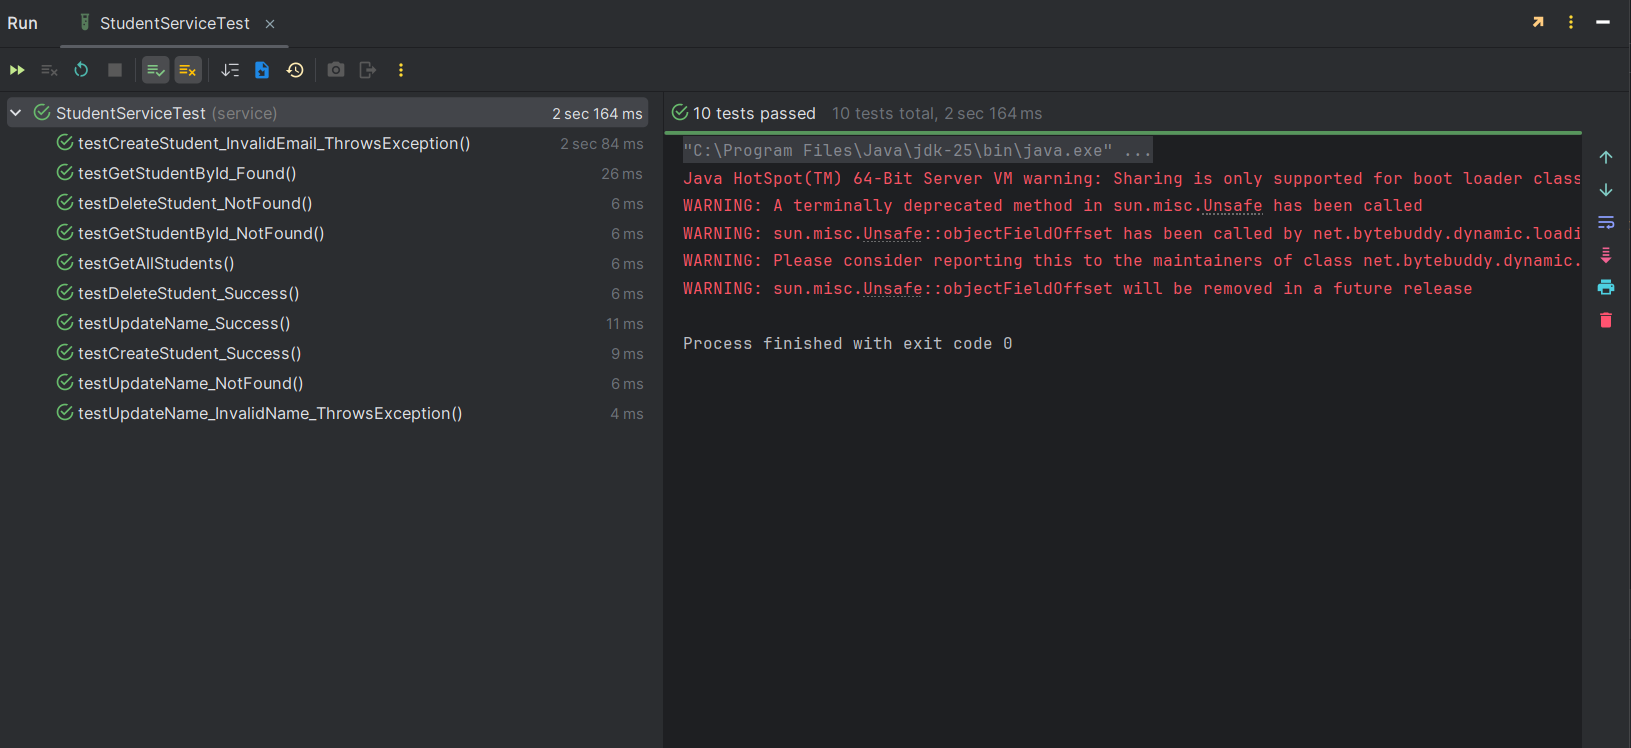 Run StudentServiceTest
StudentServiceTest (service) 2 sec 164 ms
testCreateStudent_InvalidEmail_ThrowsException() 2 sec 84 ms
testGetStudentById_Found() 26 ms
testDeleteStudent_NotFound() 6 ms
testGetStudentById_NotFound() 6 ms
testGetAllStudents() 6 ms
testDeleteStudent_Success() 6 ms
testUpdateName_Success() 11 ms
testCreateStudent_Success() 9 ms
testUpdateName_NotFound() 6 ms
testUpdateName_InvalidName_ThrowsException() 4 ms
10 tests passed 10 tests total, 2 sec 164 ms
"C:\Program Files\Java\jdk-25\bin\java.exe" ...
Java HotSpot(TM) 64-Bit Server VM warning: Sharing is only supported for boot loader class
WARNING: A terminally deprecated method in sun.misc.Unsafe has been called
WARNING: sun.misc.Unsafe::objectFieldOffset has been called by net.bytebuddy.dynamic.loadi
WARNING: Please consider reporting this to the maintainers of class net.bytebuddy.dynamic.
WARNING: sun.misc.Unsafe::objectFieldOffset will be removed in a future release
Process finished with exit code 0